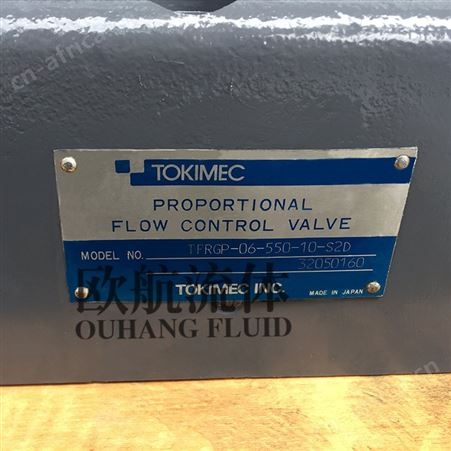 TOKIMEC
PROPORTIONAL
FLOW CONTROL VALVE
MODEL NO. TFRGP-06-550-10-S2D
32050160
欧航流体
OUHANG FLUID
TOKIMEC INC. MADE IN JAPAN